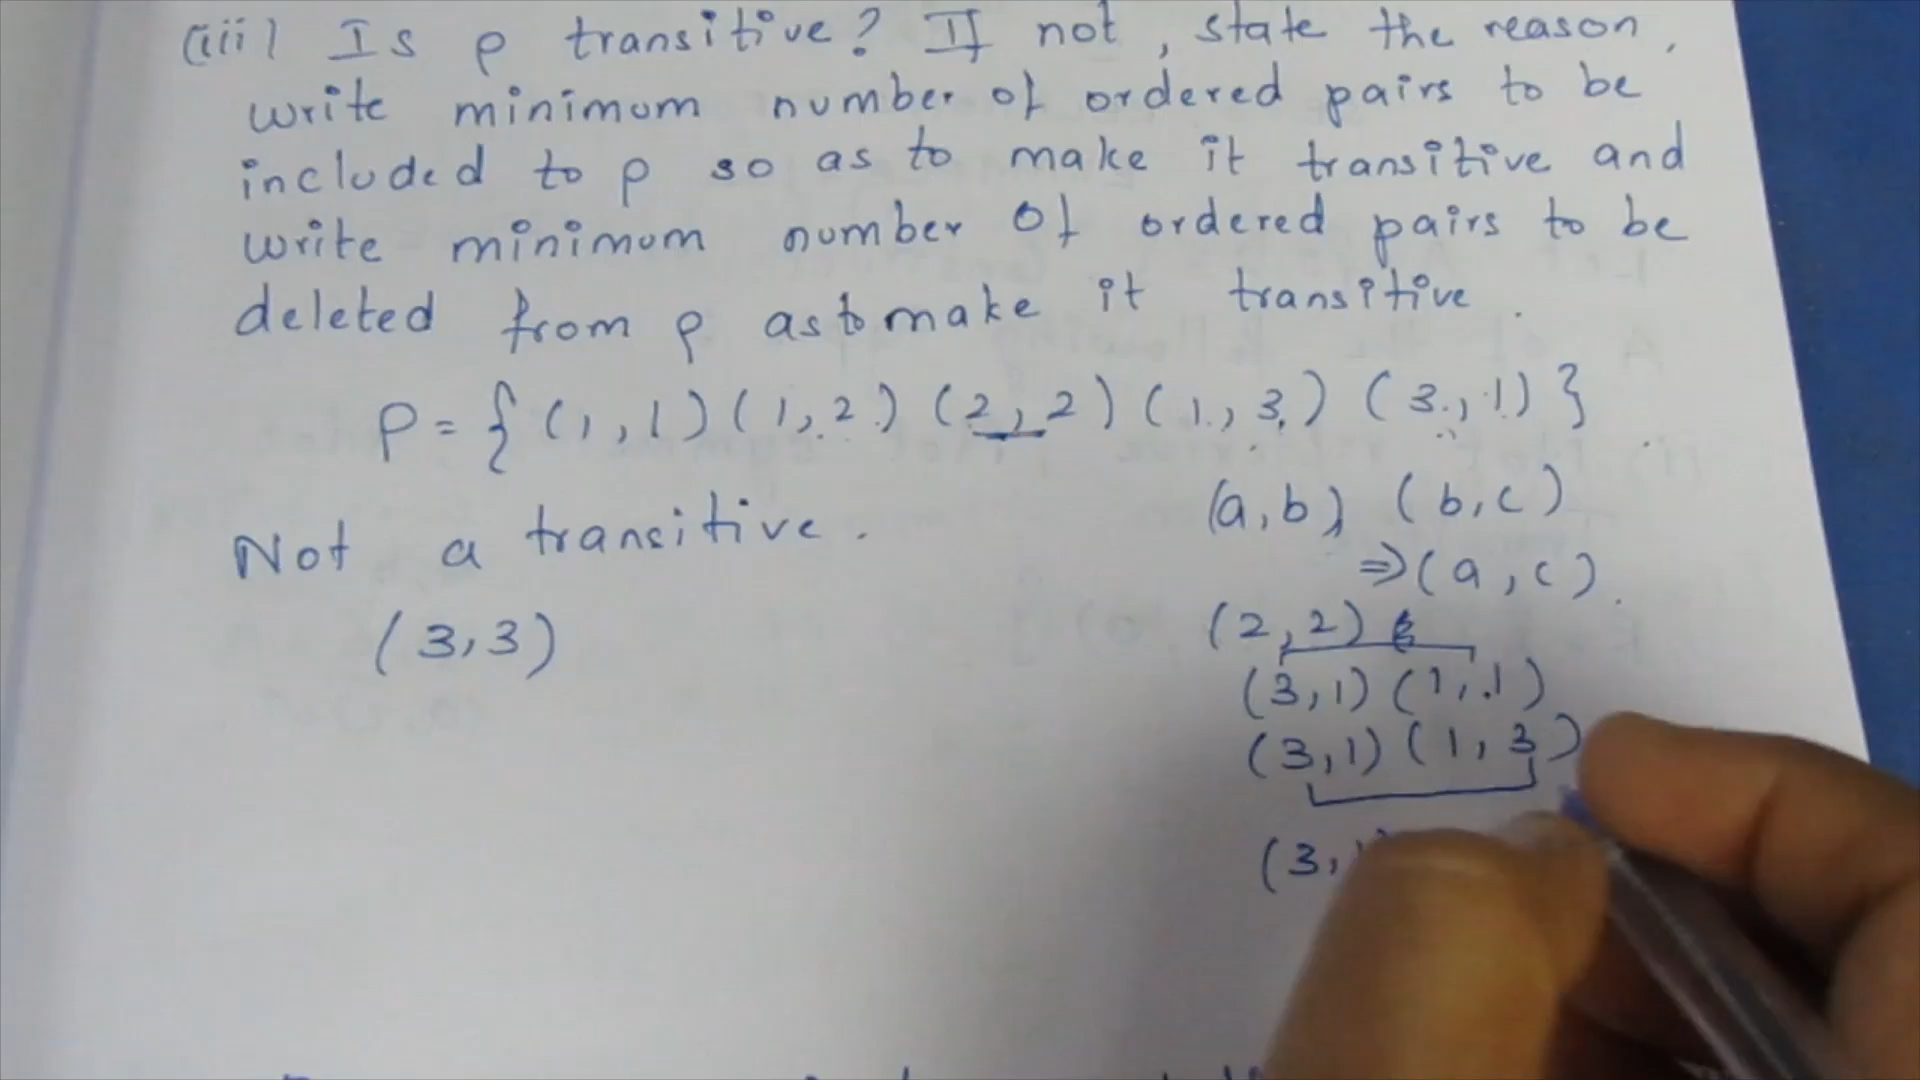 (iii) Is ρ transitive? If not, state the reason,
write minimum number of ordered pairs to be
included to ρ so as to make it transitive and
write minimum number of ordered pairs to be
deleted from ρ as to make it transitive.
ρ = { (1,1) (1,2) (2,2) (1,3) (3,1) }
Not a transitive.
(3,3)
(a,b), (b,c)
⇒ (a,c).
(2,2)
(3,1) (1,1)
(3,1) (1,3)
(3,